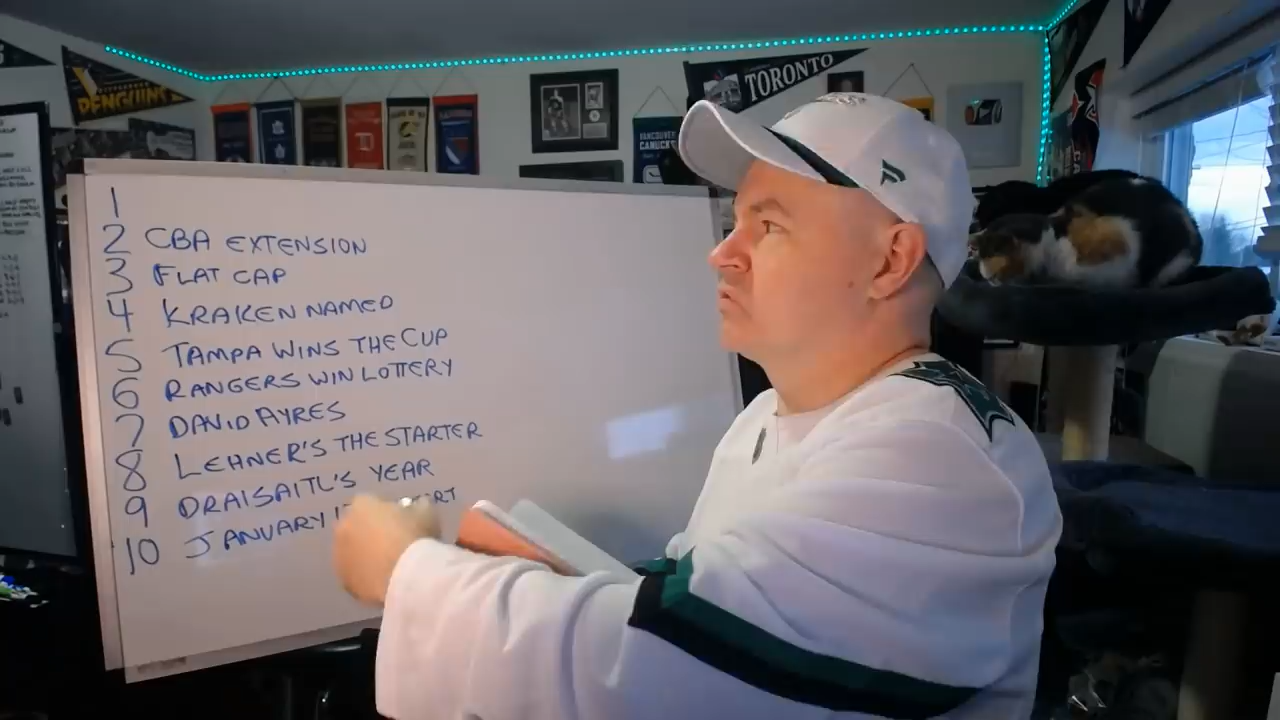 PENGUINS
TORONTO
VANCOUVER
CANUCKS
1
2 CBA EXTENSION
3 FLAT CAP
4 KRAKEN NAMED
5 TAMPA WINS THE CUP
6 RANGERS WIN LOTTERY
7 DAVID AYRES
8 LEHNER'S THE STARTER
9 DRAISAITL'S YEAR
10 JANUARY